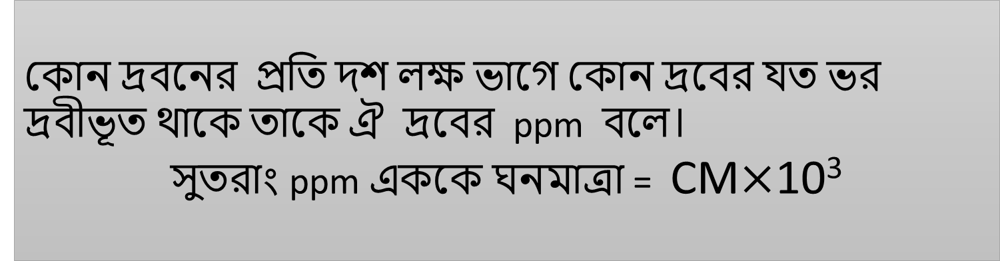 কোন দ্রবনের প্রতি দশ লক্ষ ভাগে কোন দ্রবের যত ভর
দ্রবীভূত থাকে তাকে ঐ দ্রবের ppm বলে।
সুতরাং ppm এককে ঘনমাত্রা = CM×10³